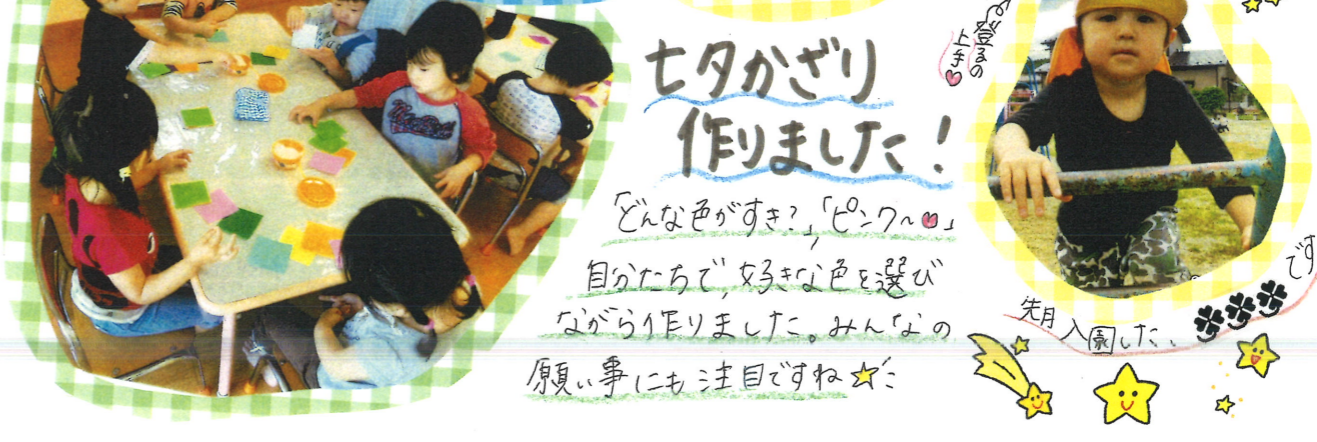 七夕かざり
作りました!
「どんな色がすき?」「ピンク〜♥」
自分たちで、好きな色を選び
ながら作りました。みんなの
願い事にも注目ですね☆
登るの
上手♥
先月入園した、
♣♣♣です